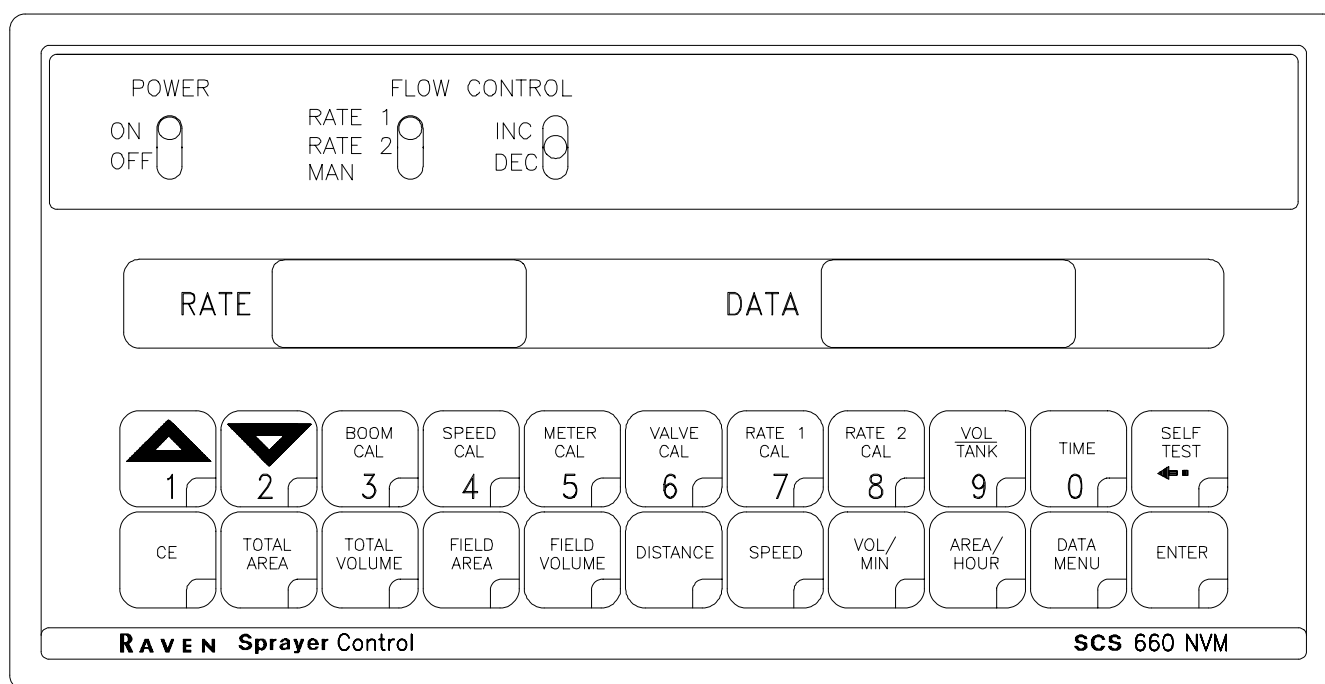 POWER
FLOW CONTROL
ON
OFF
RATE 1
RATE 2
MAN
INC
DEC
RATE
DATA
1
2
BOOM
CAL
3
SPEED
CAL
4
METER
CAL
5
VALVE
CAL
6
RATE 1
CAL
7
RATE 2
CAL
8
VOL
TANK
9
TIME
0
SELF
TEST
CE
TOTAL
AREA
TOTAL
VOLUME
FIELD
AREA
FIELD
VOLUME
DISTANCE
SPEED
VOL/
MIN
AREA/
HOUR
DATA
MENU
ENTER
RAVEN Sprayer Control
SCS 660 NVM